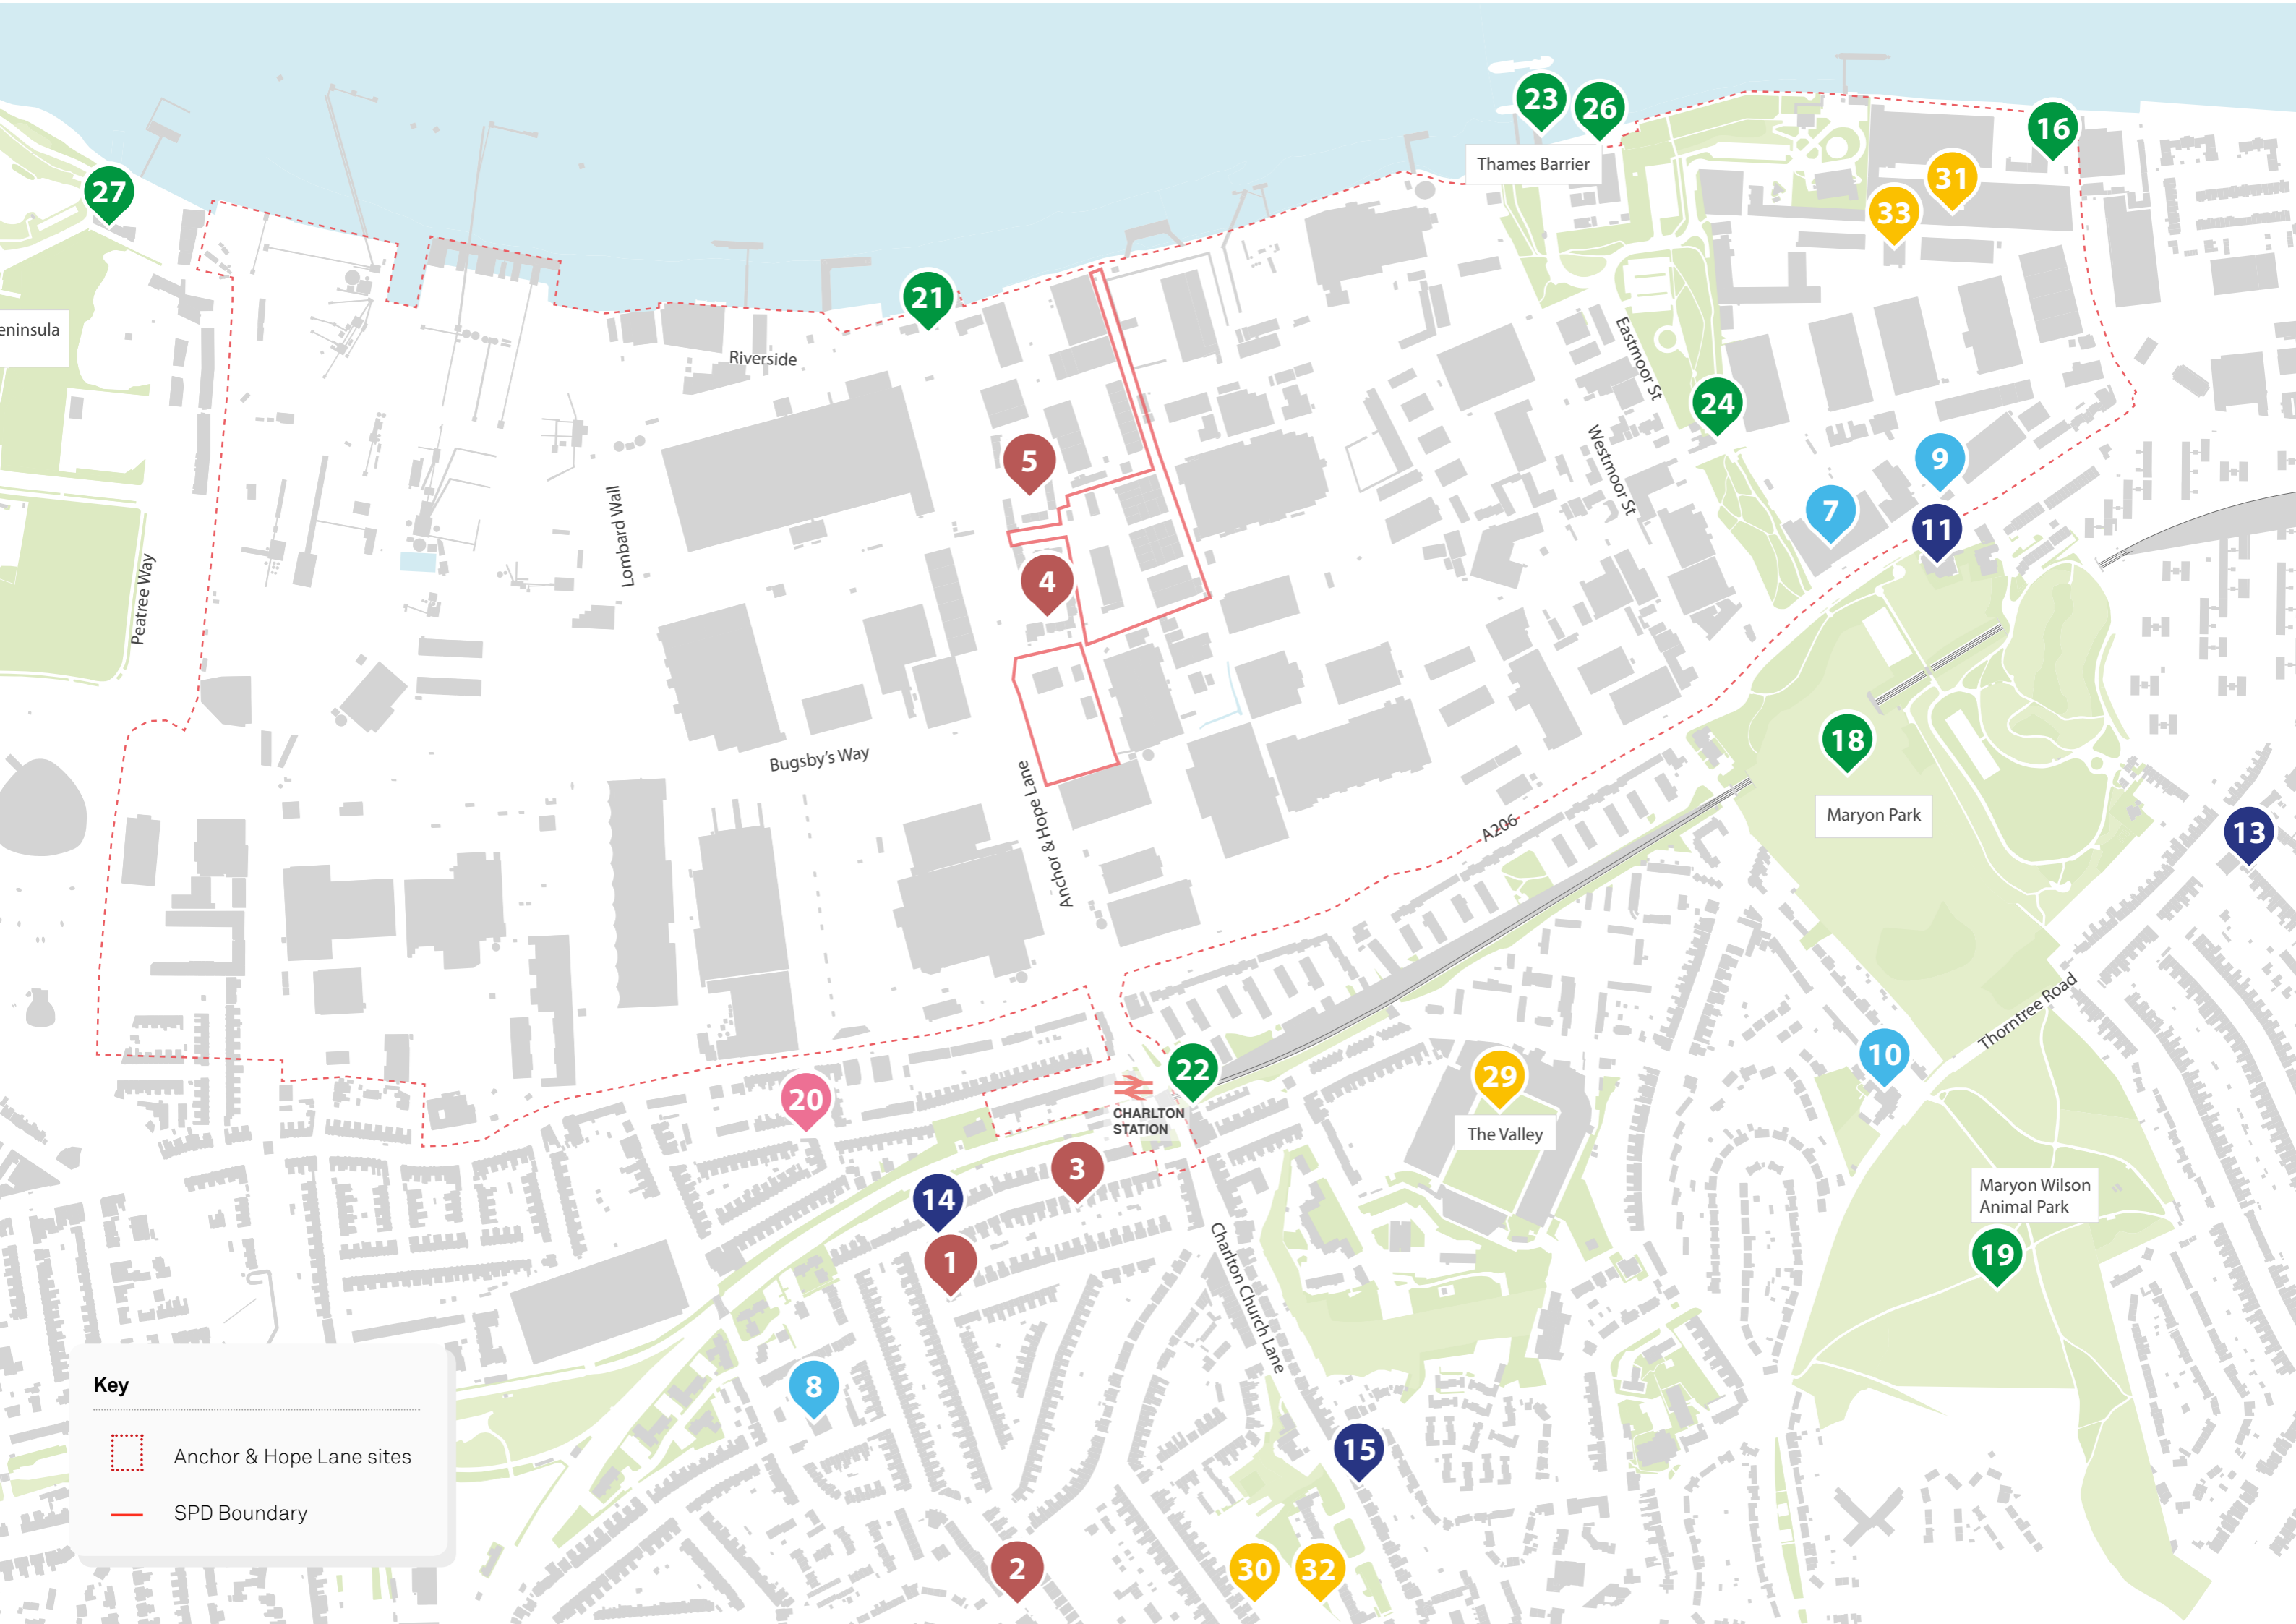 23
26
16
Thames Barrier
31
27
33
21
eninsula
Riverside
Eastmoor St
24
5
9
Westmoor St
7
11
Lombard Wall
4
Peatree Way
18
Bugsby's Way
Maryon Park
A206
13
Anchor & Hope Lane
Thorntree Road
10
22
29
20
CHARLTON
STATION
The Valley
3
14
Maryon Wilson
Animal Park
19
1
Charlton Church Lane
8
15
2
30
32
Key
Anchor & Hope Lane sites
SPD Boundary